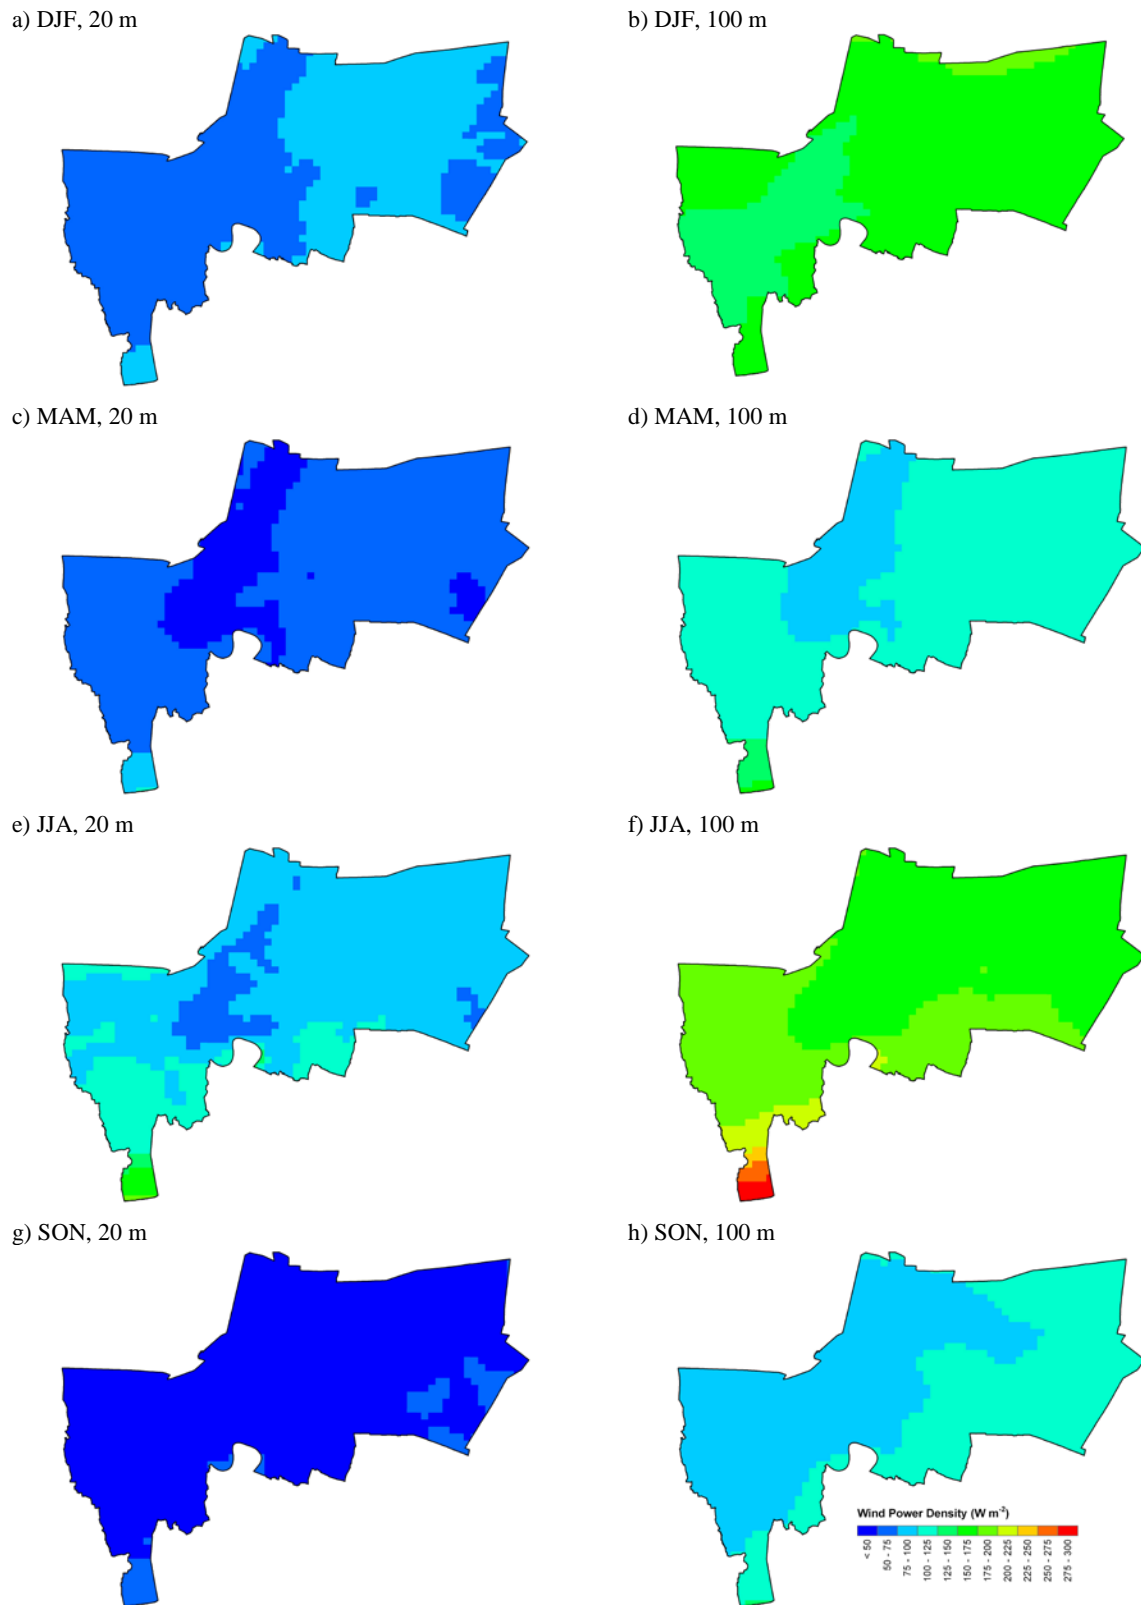 a) DJF, 20 m
b) DJF, 100 m
c) MAM, 20 m
d) MAM, 100 m
e) JJA, 20 m
f) JJA, 100 m
g) SON, 20 m
h) SON, 100 m
Wind Power Density (W m-2)
< 50
50 - 75
75 - 100
100 - 125
125 - 150
150 - 175
175 - 200
200 - 225
225 - 250
250 - 275
275 - 300